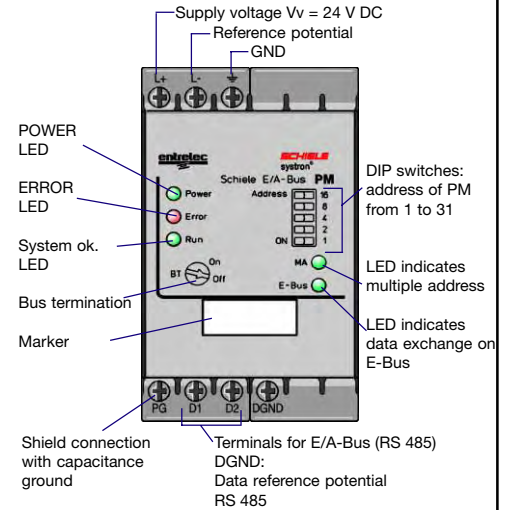 Supply voltage Vv = 24 V DC
Reference potential
GND
L+ L-
POWER
LED
ERROR
LED
System ok.
LED
Bus termination
Marker
entrelec
SCHIELE
systron®
Schiele E/A-Bus PM
Power
Address 16
8
4
2
ON 1
Error
Run
MA
On
BT Off
E-Bus
DIP switches:
address of PM
from 1 to 31
LED indicates
multiple address
LED indicates
data exchange on
E-Bus
PG D1 D2 DGND
Shield connection
with capacitance
ground
Terminals for E/A-Bus (RS 485)
DGND:
Data reference potential
RS 485